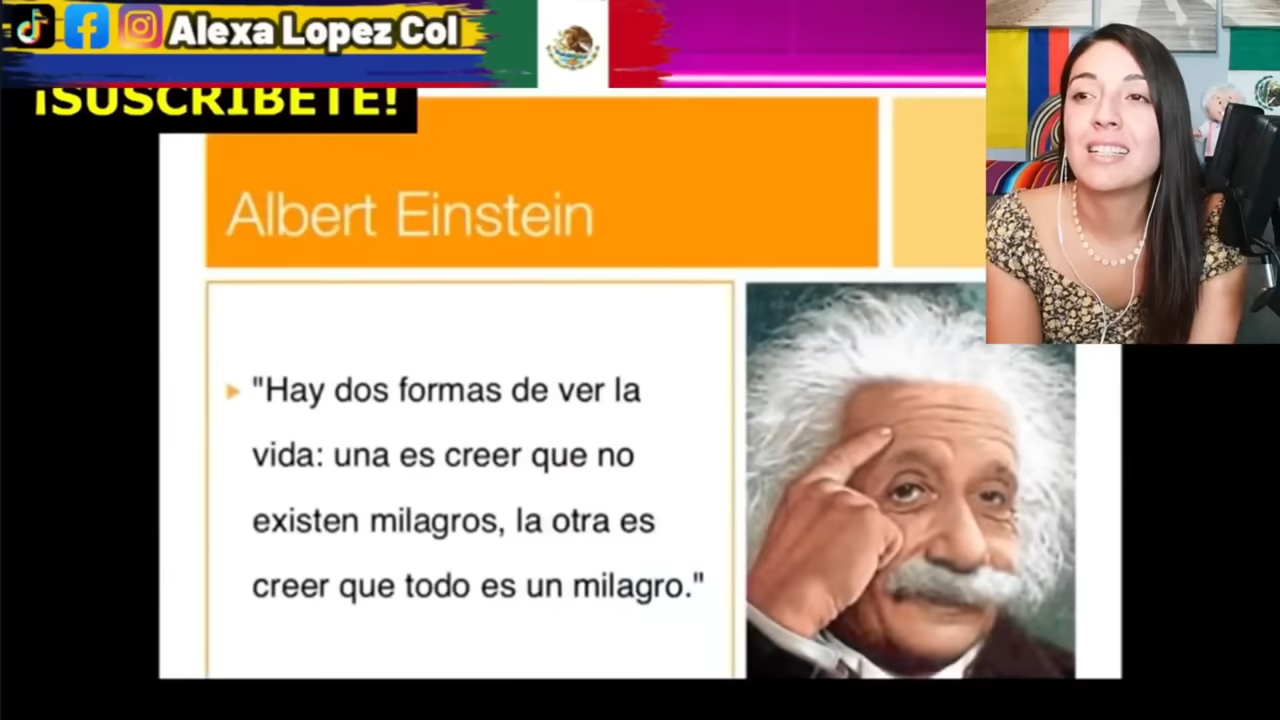 Alexa Lopez Col
¡SUSCRÍBETE!
Albert Einstein
"Hay dos formas de ver la
vida: una es creer que no
existen milagros, la otra es
creer que todo es un milagro."